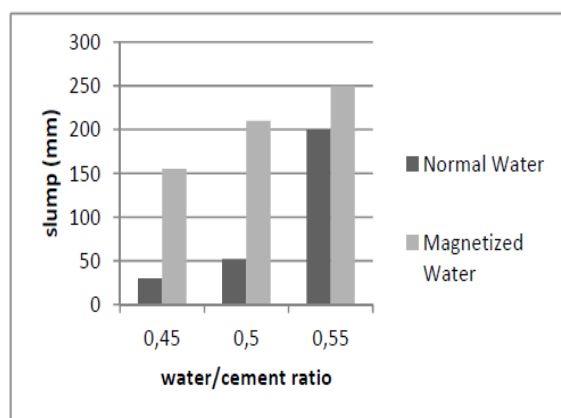 300
250
200
150
100
50
0
slump (mm)
0,45 0,5 0,55
water/cement ratio
Normal Water
Magnetized
Water